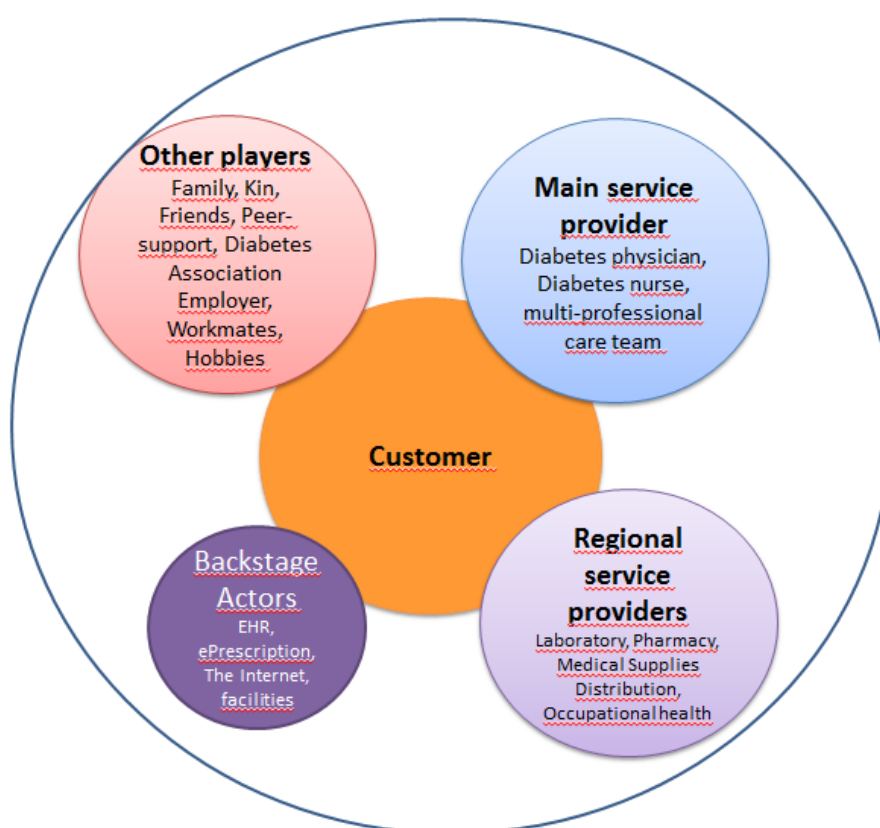 Other players
Family, Kin,
Friends, Peer-
support, Diabetes
Association
Employer,
Workmates,
Hobbies
Main service
provider
Diabetes physician,
Diabetes nurse,
multi-professional
care team
Customer
Backstage
Actors
EHR,
ePrescription,
The Internet,
facilities
Regional
service
providers
Laboratory, Pharmacy,
Medical Supplies
Distribution,
Occupational health